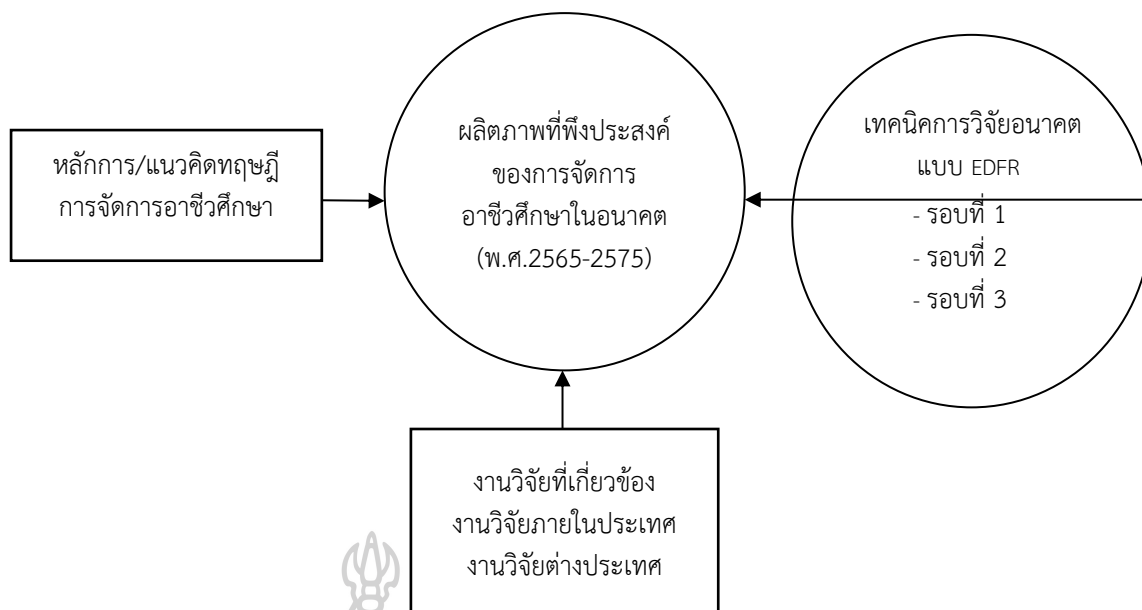 หลักการ/แนวคิดทฤษฎี
การจัดการอาชีวศึกษา
ผลิตภาพที่พึงประสงค์
ของการจัดการ
อาชีวศึกษาในอนาคต
(พ.ศ.2565-2575)
เทคนิคการวิจัยอนาคต
แบบ EDFR
- รอบที่ 1
- รอบที่ 2
- รอบที่ 3
งานวิจัยที่เกี่ยวข้อง
งานวิจัยภายในประเทศ
งานวิจัยต่างประเทศ